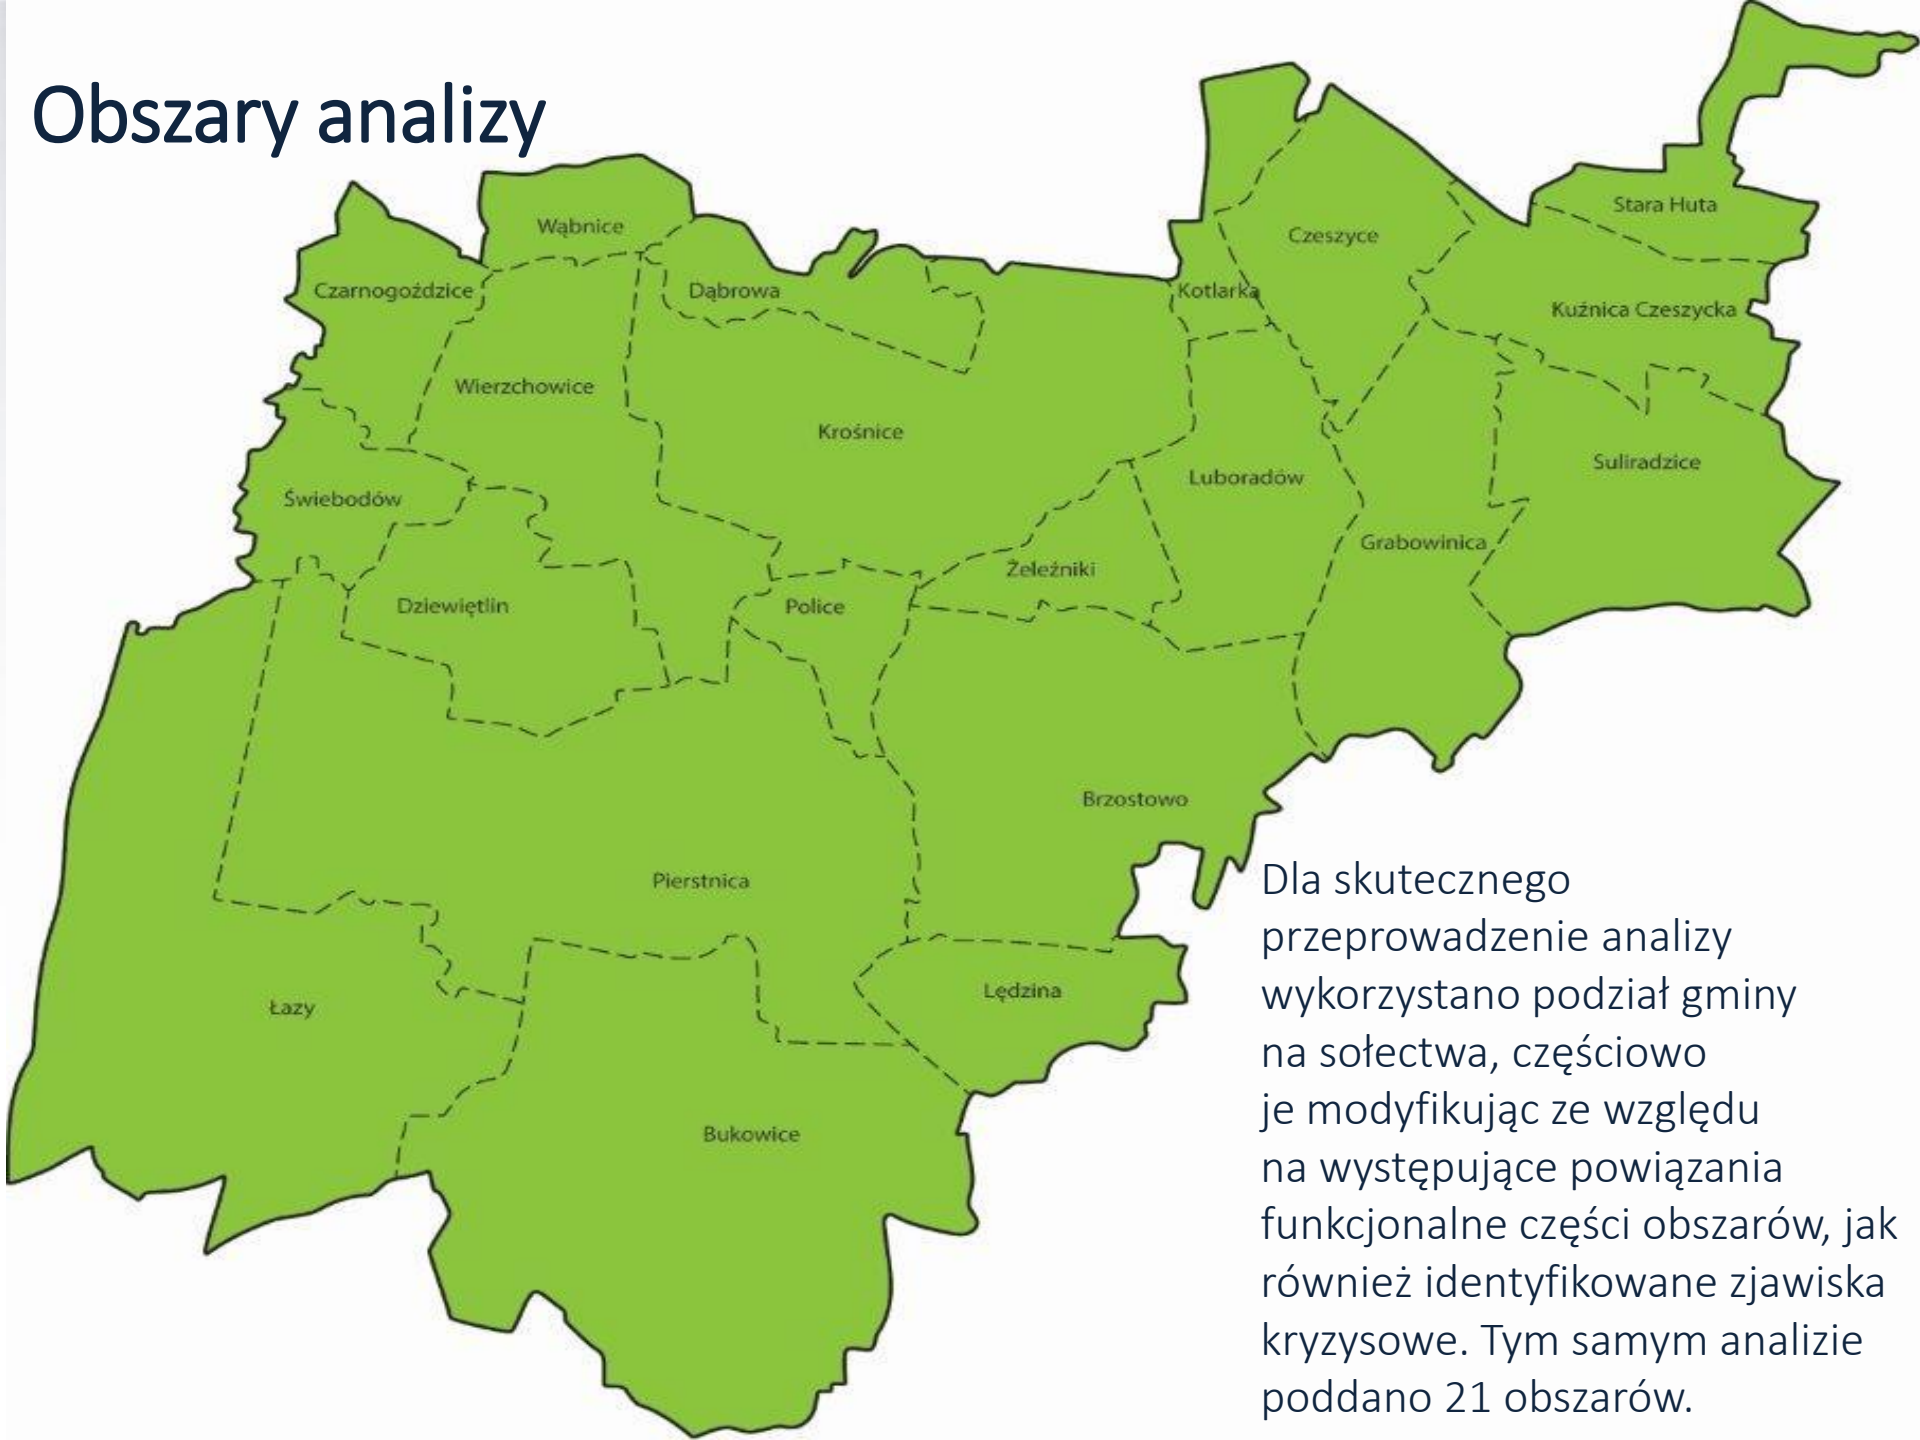 Obszary analizy
Wąbnice
Stara Huta
Czeszyce
Czarnogoździce
Dąbrowa
Kotlarka
Kuźnica Czeszycka
Wierzchowice
Krośnice
Suliradzice
Luboradów
Świebodów
Grabowinica
Żeleźniki
Dziewiętlin
Police
Brzostowo
Pierstnica
Lędzina
Łazy
Bukowice
Dla skutecznego
przeprowadzenie analizy
wykorzystano podział gminy
na sołectwa, częściowo
je modyfikując ze względu
na występujące powiązania
funkcjonalne części obszarów, jak
również identyfikowane zjawiska
kryzysowe. Tym samym analizie
poddano 21 obszarów.